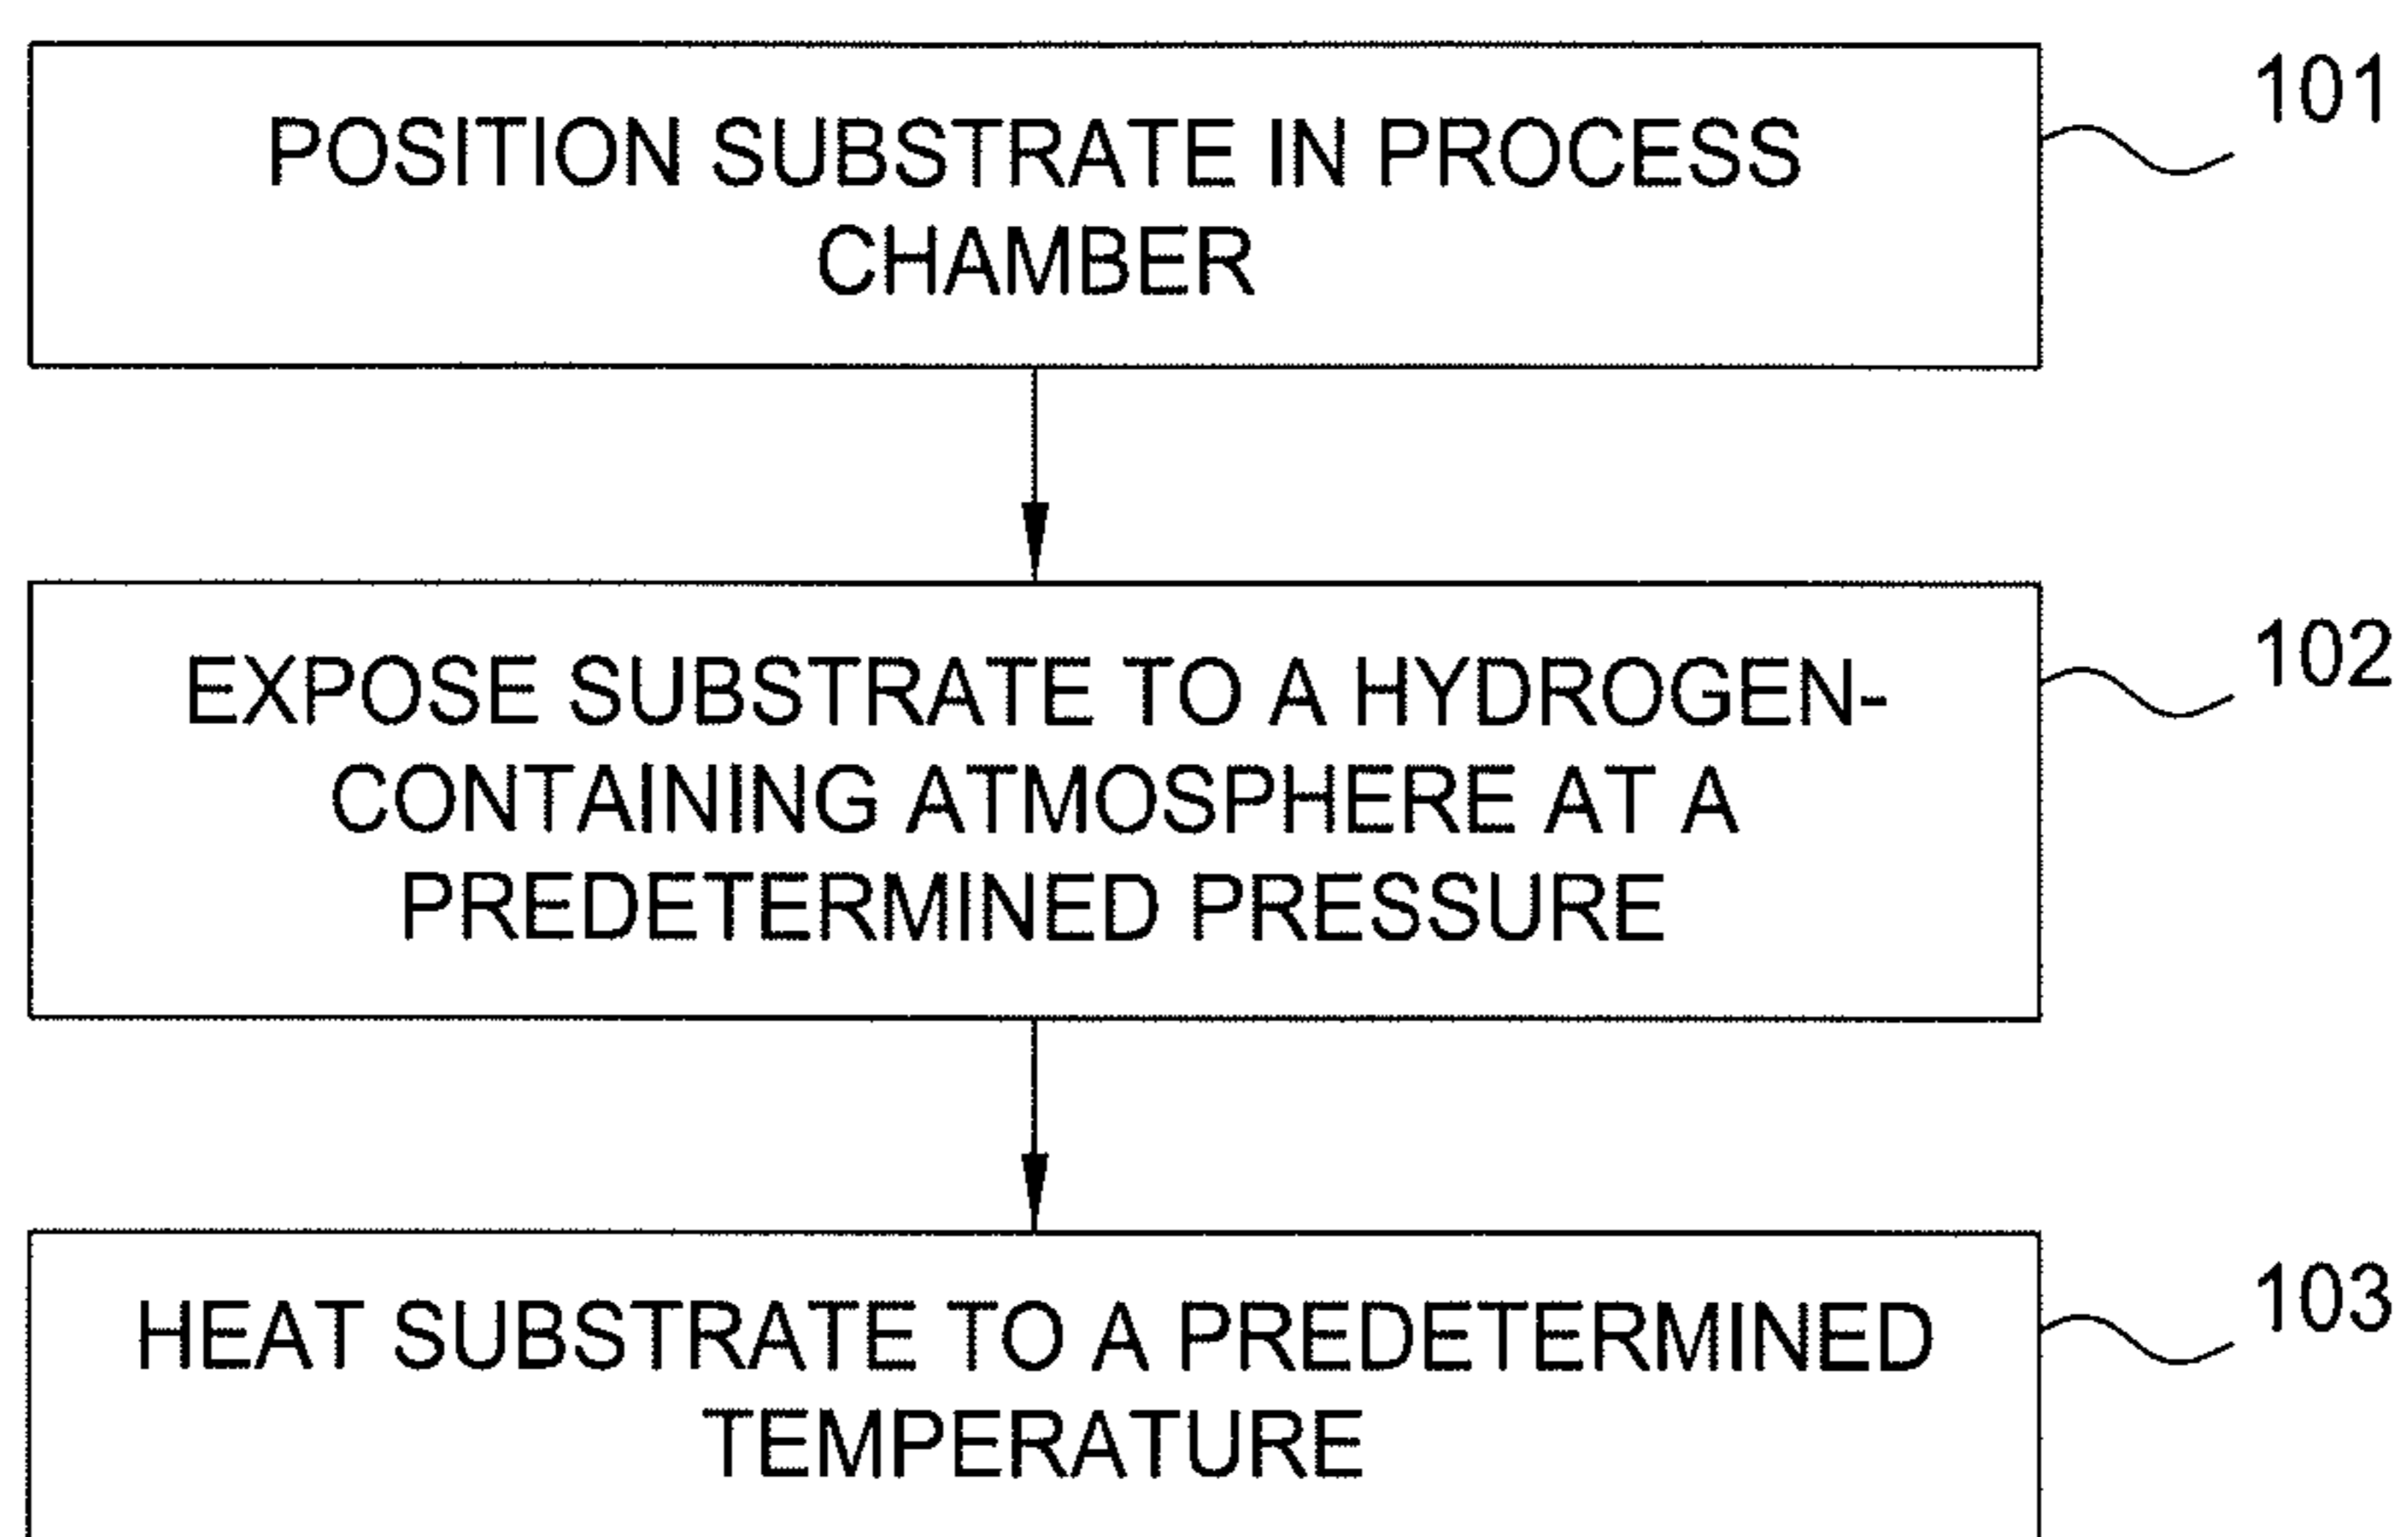 101
POSITION SUBSTRATE IN PROCESS
CHAMBER
102
EXPOSE SUBSTRATE TO A HYDROGEN-
CONTAINING ATMOSPHERE AT A
PREDETERMINED PRESSURE
103
HEAT SUBSTRATE TO A PREDETERMINED
TEMPERATURE